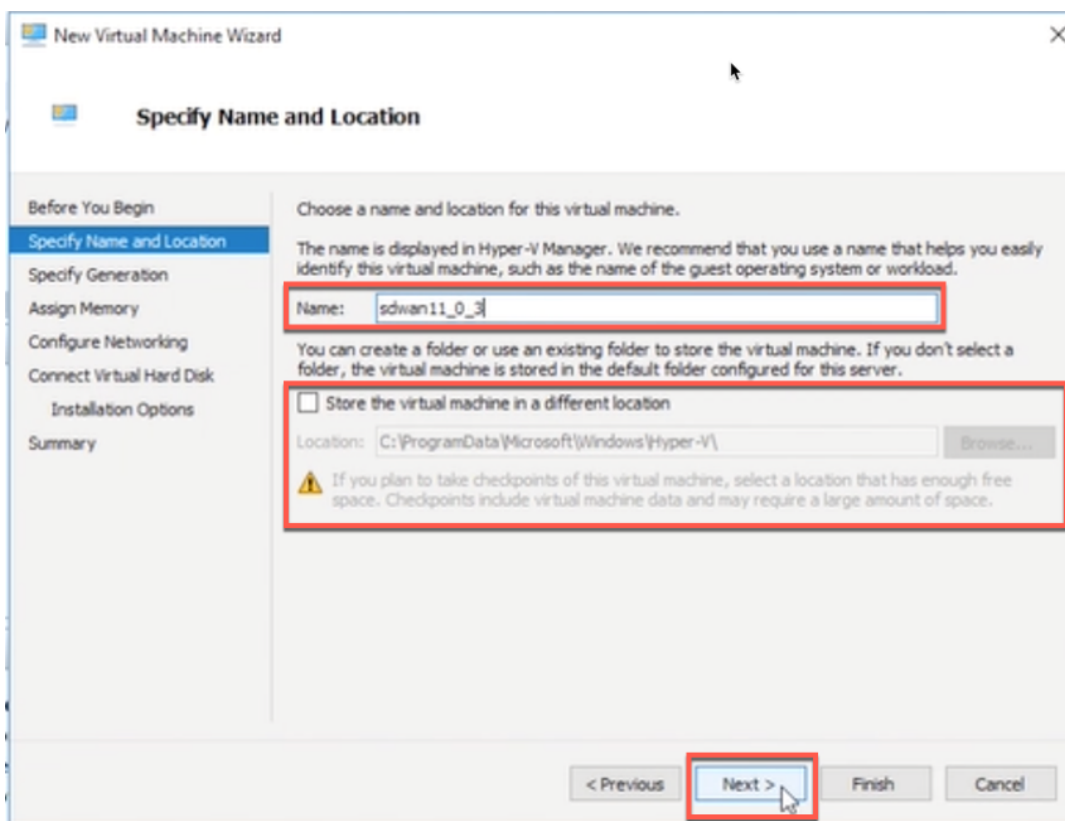 New Virtual Machine Wizard
Specify Name and Location
Before You Begin
Specify Name and Location
Specify Generation
Assign Memory
Configure Networking
Connect Virtual Hard Disk
Installation Options
Summary
Choose a name and location for this virtual machine.
The name is displayed in Hyper-V Manager. We recommend that you use a name that helps you easily
identify this virtual machine, such as the name of the guest operating system or workload.
Name: sdwan11_0_3
You can create a folder or use an existing folder to store the virtual machine. If you don't select a
folder, the virtual machine is stored in the default folder configured for this server.
Store the virtual machine in a different location
Location: C:\ProgramData\Microsoft\Windows\Hyper-V\ Browse...
If you plan to take checkpoints of this virtual machine, select a location that has enough free
space. Checkpoints include virtual machine data and may require a large amount of space.
< Previous Next > Finish Cancel